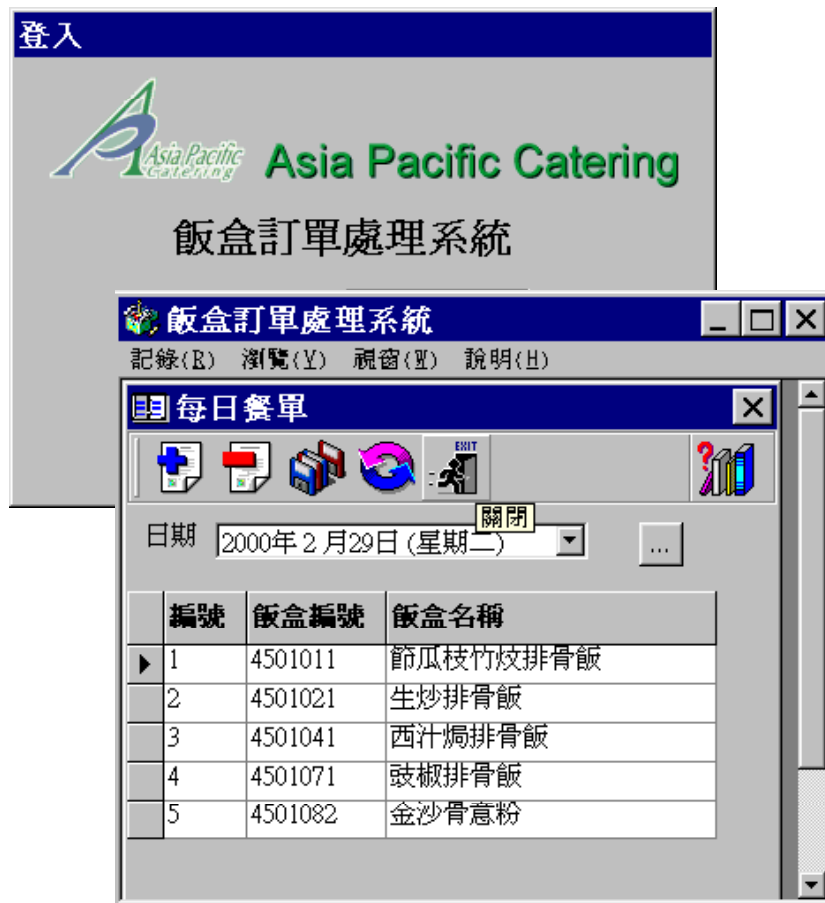 登入
Asia Pacific
Catering
Asia Pacific Catering
飯盒訂單處理系統
飯盒訂單處理系統
記錄(R) 瀏覽(V) 視窗(W) 說明(H)
每日餐單
EXIT
關閉
日期 2000年 2 月29日 (星期二) ...
編號 飯盒編號 飯盒名稱
1 4501011 節瓜枝竹炆排骨飯
2 4501021 生炒排骨飯
3 4501041 西汁焗排骨飯
4 4501071 豉椒排骨飯
5 4501082 金沙骨意粉